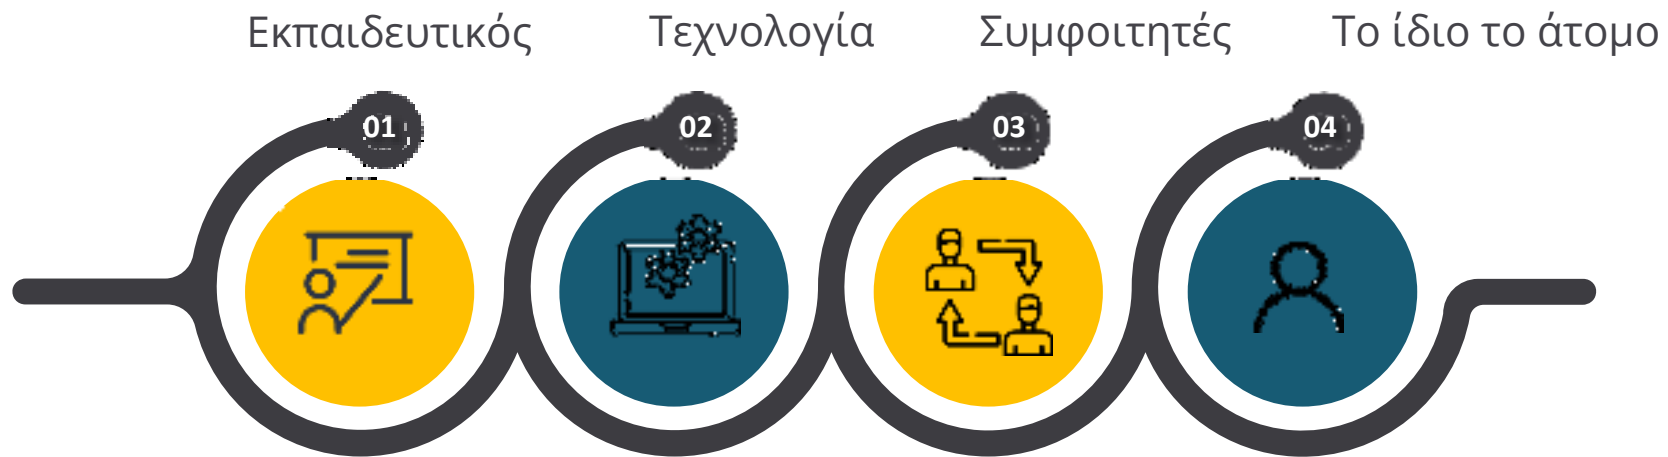 Εκπαιδευτικός
Τεχνολογία
Συμφοιτητές
Το ίδιο το άτομο
01
02
03
04